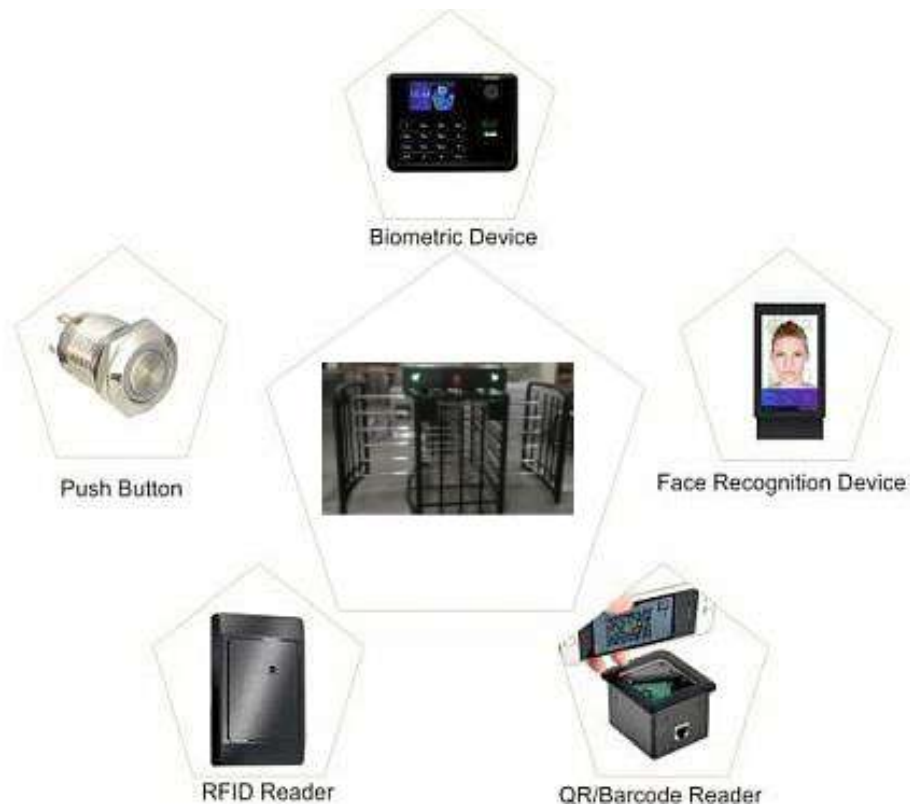 Biometric Device
Push Button
Face Recognition Device
RFID Reader
QR/Barcode Reader